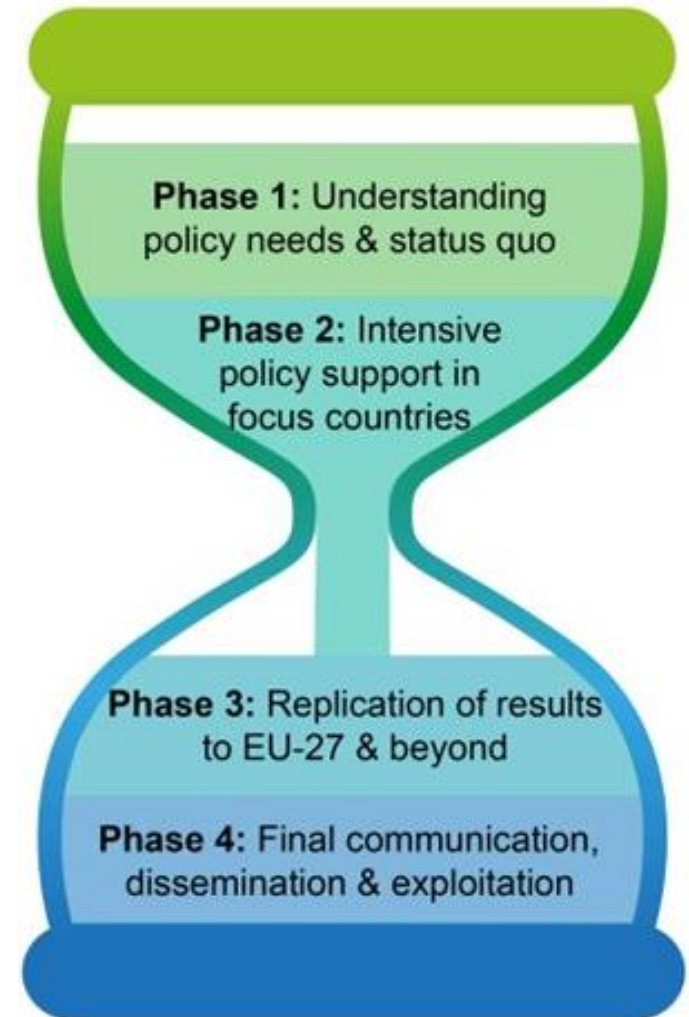 Phase 1: Understanding
policy needs & status quo
Phase 2: Intensive
policy support in
focus countries
Phase 3: Replication of results
to EU-27 & beyond
Phase 4: Final communication,
dissemination & exploitation